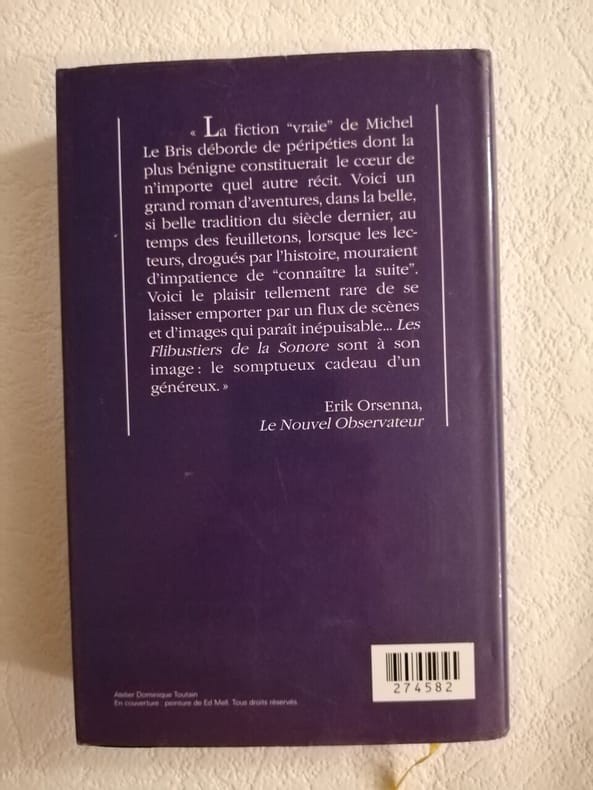 « La fiction “vraie” de Michel
Le Bris déborde de péripéties dont la
plus bénigne constituerait le cœur de
n’importe quel autre récit. Voici un
grand roman d’aventures, dans la belle,
si belle tradition du siècle dernier, au
temps des feuilletons, lorsque les lec-
teurs, drogués par l’histoire, mouraient
d’impatience de “connaître la suite”.
Voici le plaisir tellement rare de se
laisser emporter par un flux de scènes
et d’images qui paraît inépuisable... Les
Flibustiers de la Sonore sont à son
image : le somptueux cadeau d’un
généreux. »
Erik Orsenna,
Le Nouvel Observateur
274582
Atelier Dominique Toutain
En couverture : peinture de Ed Mell. Tous droits réservés